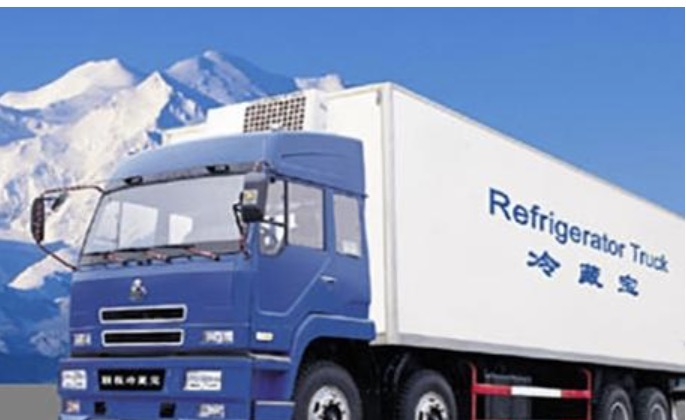 Refrigerator Truck
冷藏宝